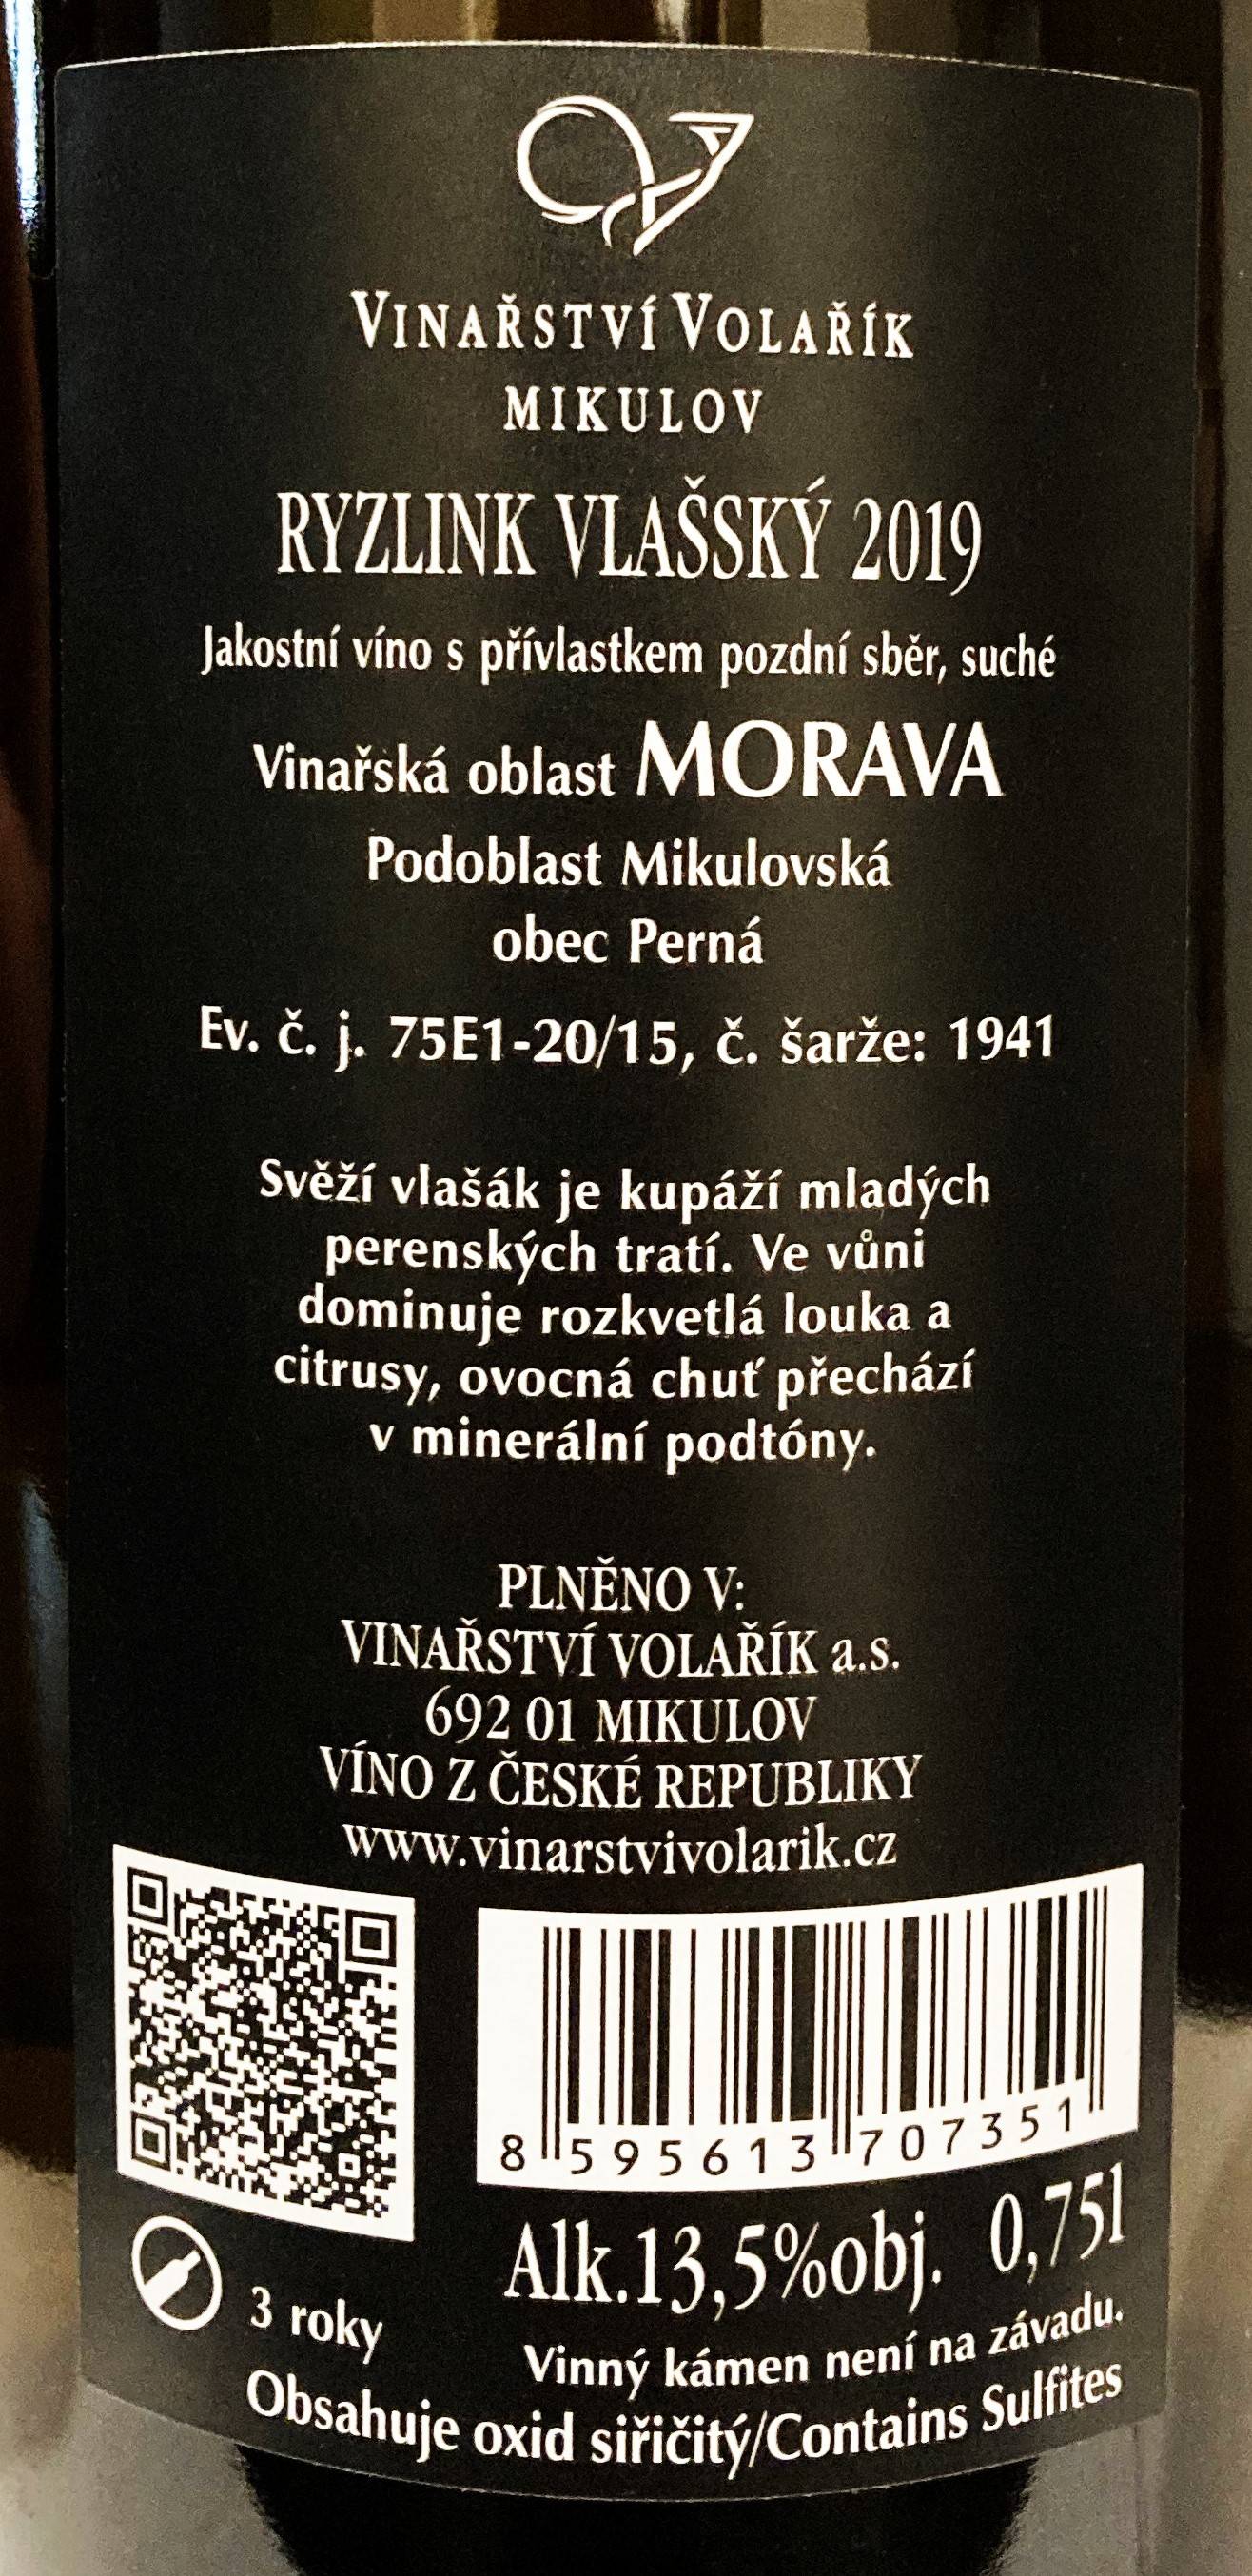 VINAŘSTVÍ VOLAŘÍK
MIKULOV
RYZLINK VLAŠSKÝ 2019
Jakostní víno s přívlastkem pozdní sběr, suché
Vinařská oblast MORAVA
Podoblast Mikulovská
obec Perná
Ev. č. j. 75E1-20/15, č. šarže: 1941
Svěží vlašák je kupáží mladých
perenských tratí. Ve vůni
dominuje rozkvetlá louka a
citrusy, ovocná chuť přechází
v minerální podtóny.
PLNĚNO V:
VINAŘSTVÍ VOLAŘÍK a.s.
692 01 MIKULOV
VÍNO Z ČESKÉ REPUBLIKY
www.vinarstvivolarik.cz
8 595613 707351
Alk.13,5%obj. 0,75l
3 roky
Vinný kámen není na závadu.
Obsahuje oxid siřičitý/Contains Sulfites